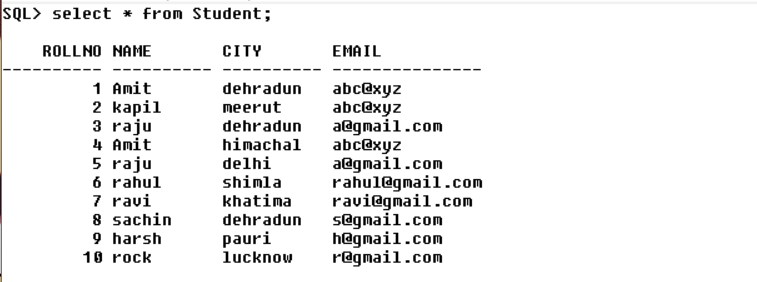 SQL> select * from Student;
ROLLNO NAME CITY EMAIL
---------- ---------- ---------- ---------------
1 Amit dehradun abc@xyz
2 kapil meerut abc@xyz
3 raju dehradun a@gmail.com
4 Amit himachal abc@xyz
5 raju delhi a@gmail.com
6 rahul shimla rahul@gmail.com
7 ravi khatima ravi@gmail.com
8 sachin dehradun s@gmail.com
9 harsh pauri h@gmail.com
10 rock lucknow r@gmail.com